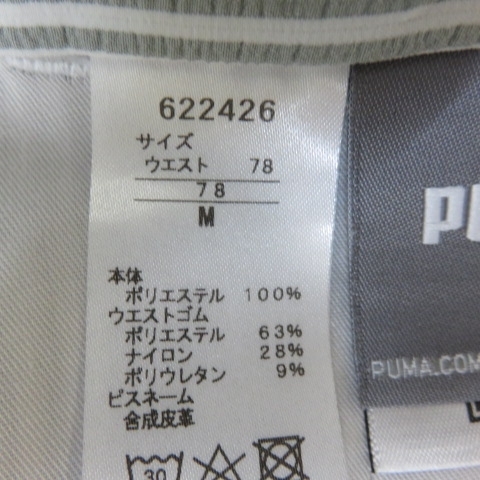 622426
サイズ
ウエスト 78
78
M
本体
ポリエステル 100%
ウエストゴム
ポリエステル 63%
ナイロン 28%
ポリウレタン 9%
ピスネーム
合成皮革
30
PUMA.COM